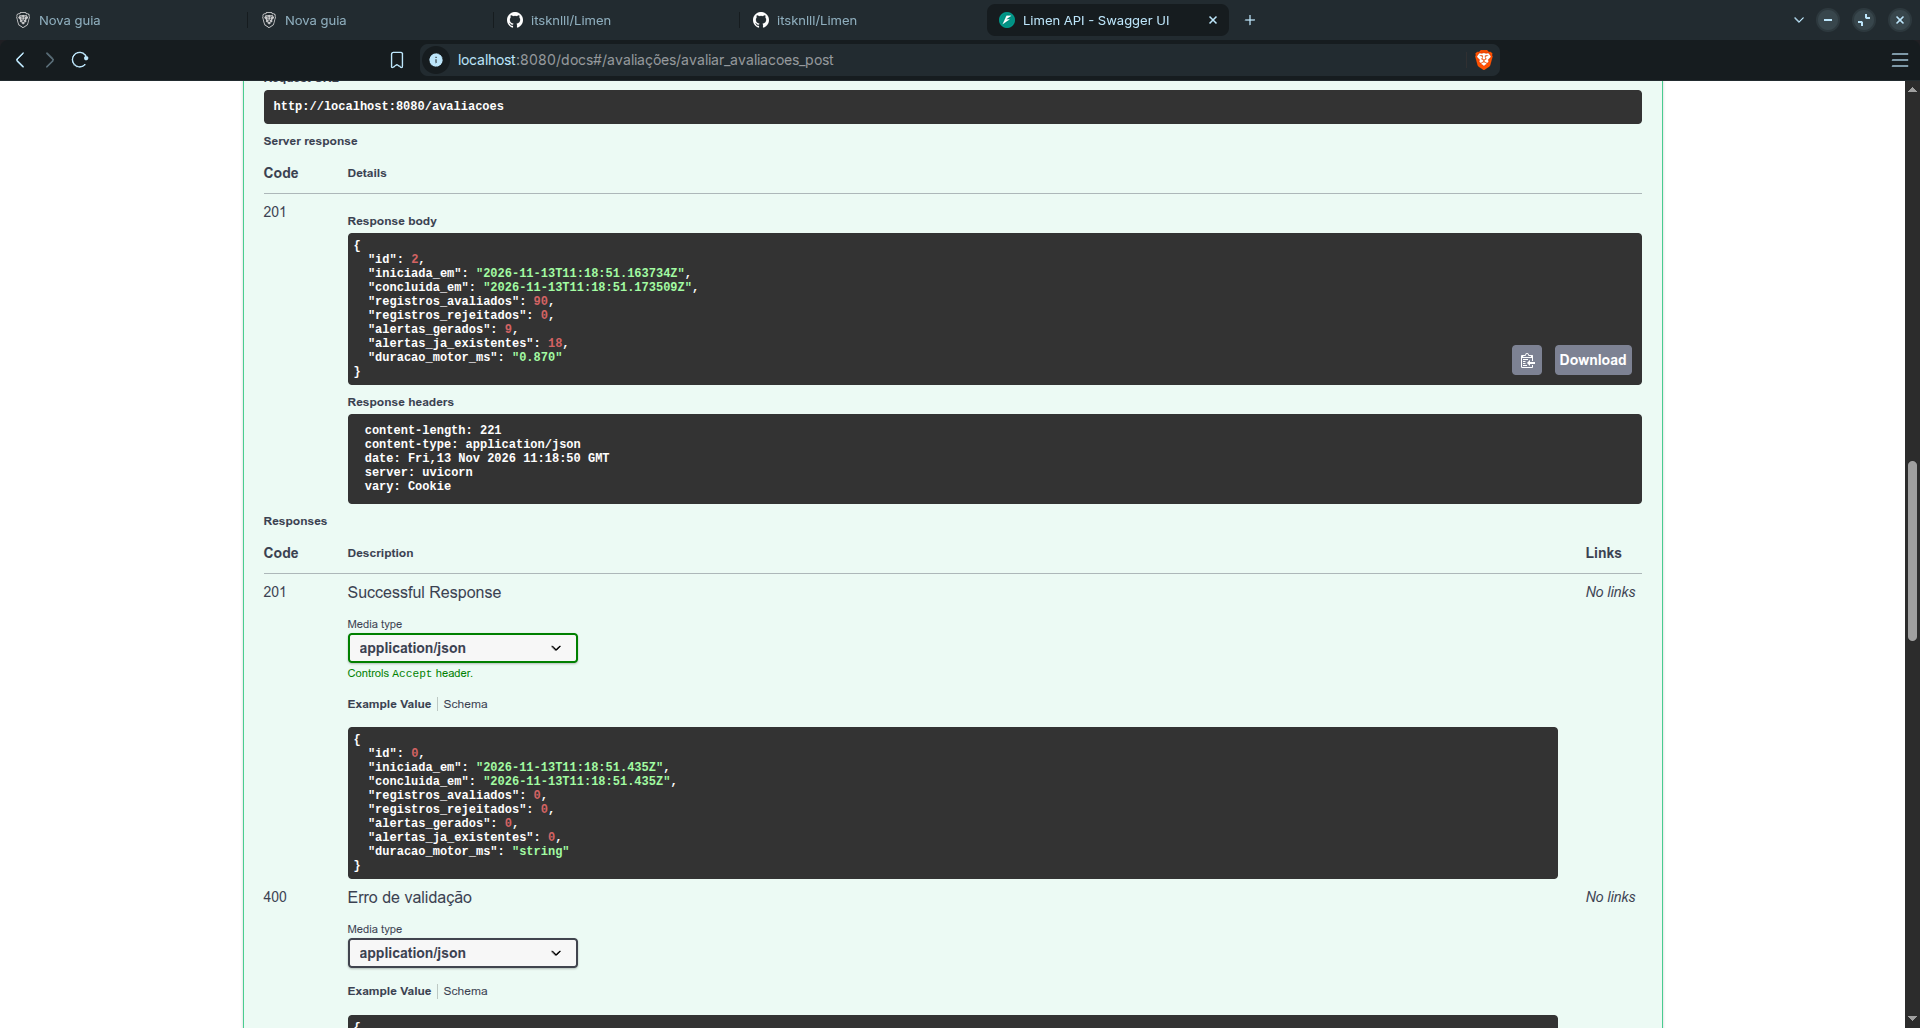 Nova guia
Nova guia
itsknlll/Limen
itsknlll/Limen
Limen API - Swagger UI
localhost:8080/docs#/avaliações/avaliar_avaliacoes_post
http://localhost:8080/avaliacoes
Server response
Code Details
201
Response body
{
"id": 2,
"iniciada_em": "2026-11-13T11:18:51.163734Z",
"concluida_em": "2026-11-13T11:18:51.173509Z",
"registros_avaliados": 90,
"registros_rejeitados": 0,
"alertas_gerados": 9,
"alertas_ja_existentes": 18,
"duracao_motor_ms": "0.870"
}
Download
Response headers
content-length: 221
content-type: application/json
date: Fri,13 Nov 2026 11:18:50 GMT
server: uvicorn
vary: Cookie
Responses
Code Description Links
201 Successful Response No links
Media type
application/json
Controls Accept header.
Example Value Schema
{
"id": 0,
"iniciada_em": "2026-11-13T11:18:51.435Z",
"concluida_em": "2026-11-13T11:18:51.435Z",
"registros_avaliados": 0,
"registros_rejeitados": 0,
"alertas_gerados": 0,
"alertas_ja_existentes": 0,
"duracao_motor_ms": "string"
}
400 Erro de validação No links
Media type
application/json
Example Value Schema
{